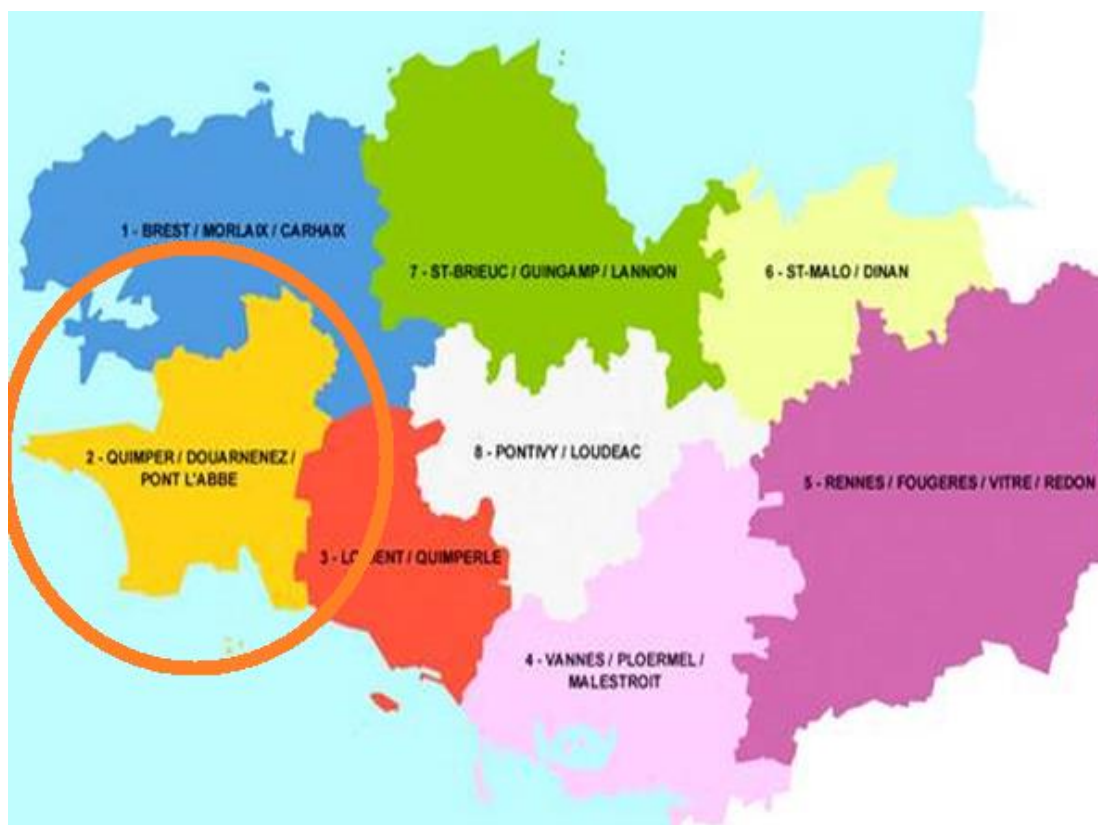 1 - BREST / MORLAIX / CARHAIX
7 - ST-BRIEUC / GUINGAMP / LANNION
6 - ST-MALO / DINAN
2 - QUIMPER / DOUARNENEZ /
PONT L'ABBE
8 - PONTIVY / LOUDEAC
5 - RENNES / FOUGERES / VITRE / REDON
3 - LORIENT / QUIMPERLE
4 - VANNES / PLOERMEL /
MALESTROIT